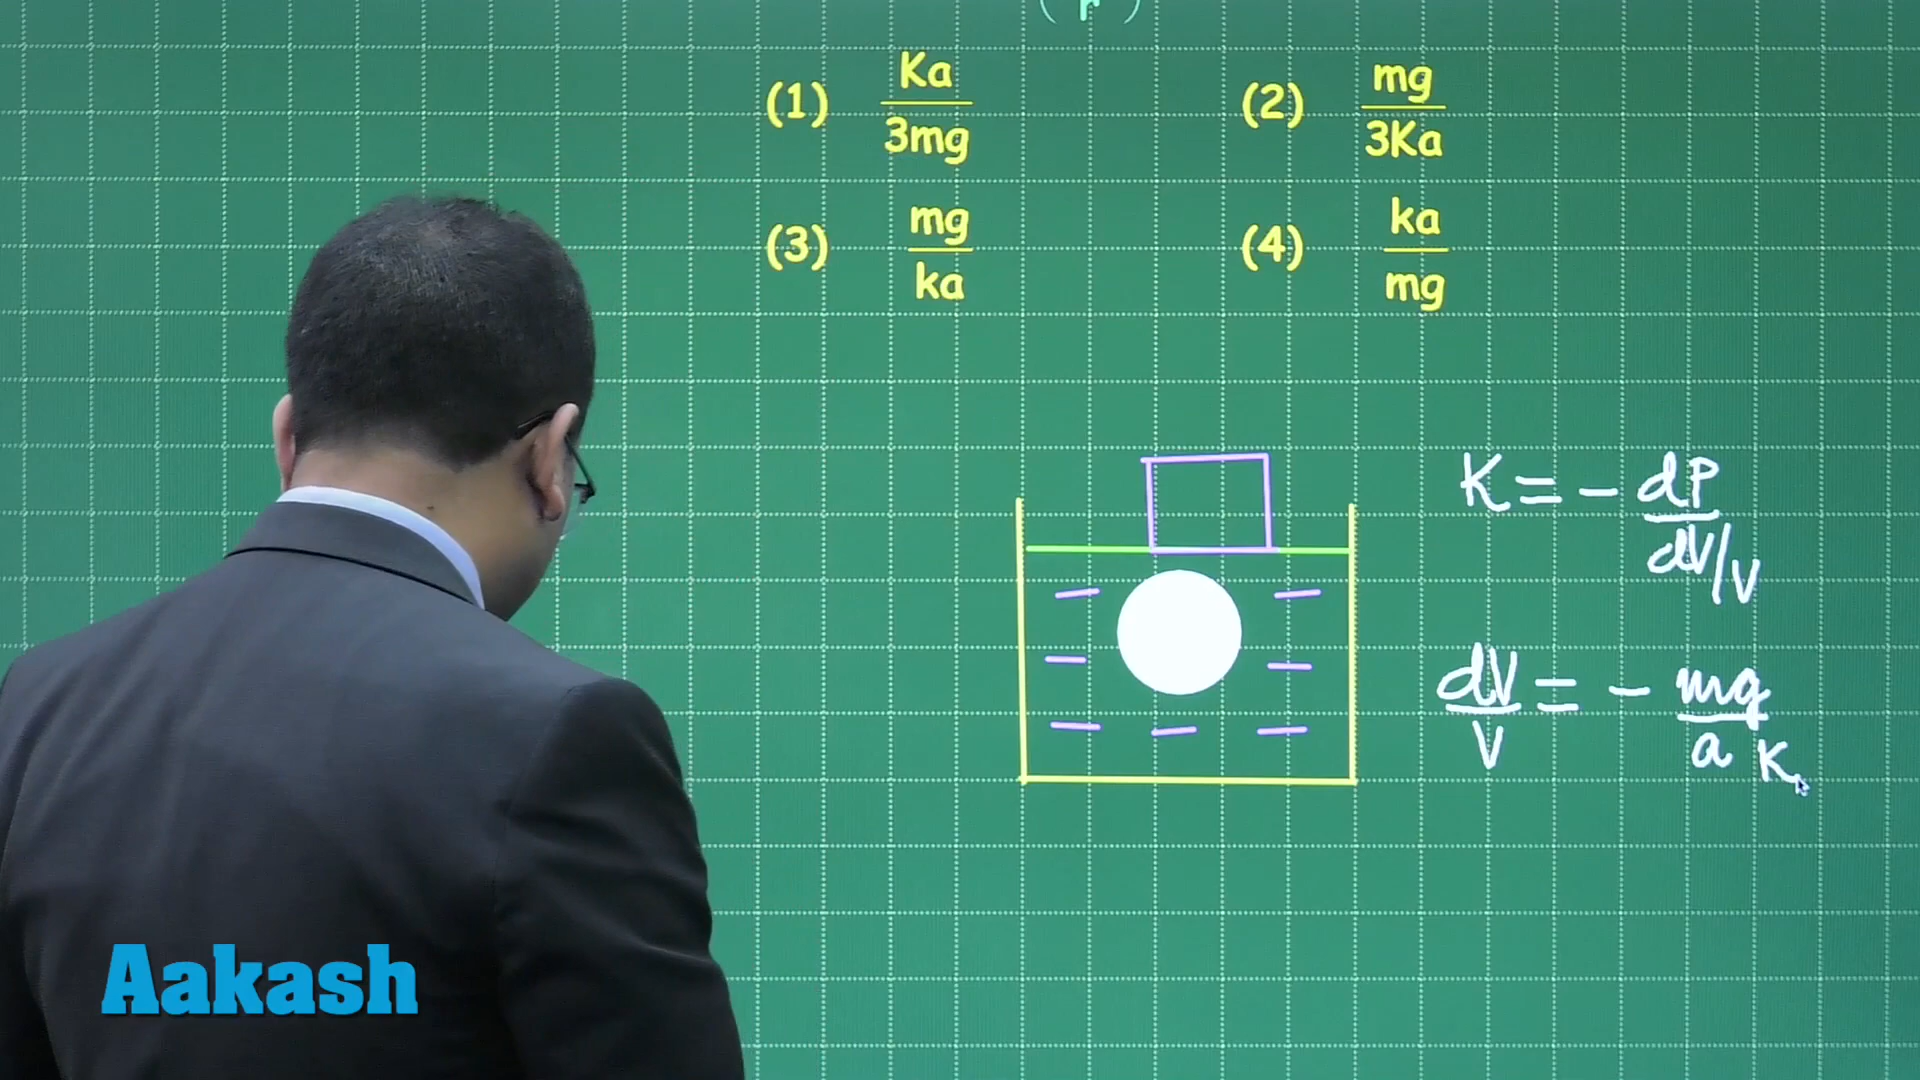 ( r )
(1) Ka/3mg (2) mg/3Ka
(3) mg/ka (4) ka/mg
K = - dP/dV/V
dV/V = - mg/a K
Aakash